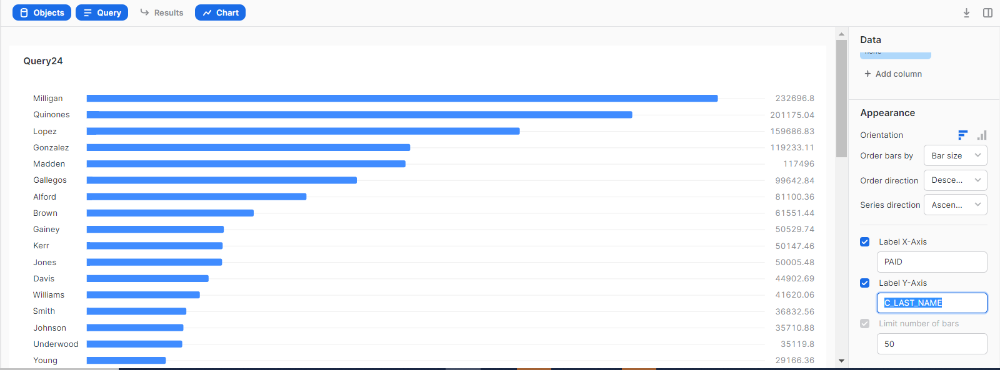 Objects Query Results Chart
Query24
Milligan 232696.8
Quinones 201175.04
Lopez 159686.83
Gonzalez 119233.11
Madden 117496
Gallegos 99642.84
Alford 81100.36
Brown 61551.44
Gainey 50529.74
Kerr 50147.46
Jones 50005.48
Davis 44902.69
Williams 41620.06
Smith 36832.56
Johnson 35710.88
Underwood 35119.8
Young 29166.36
Data
+ Add column
Appearance
Orientation
Order bars by Bar size
Order direction Desce...
Series direction Ascen...
Label X-Axis
PAID
Label Y-Axis
C_LAST_NAME
Limit number of bars
50